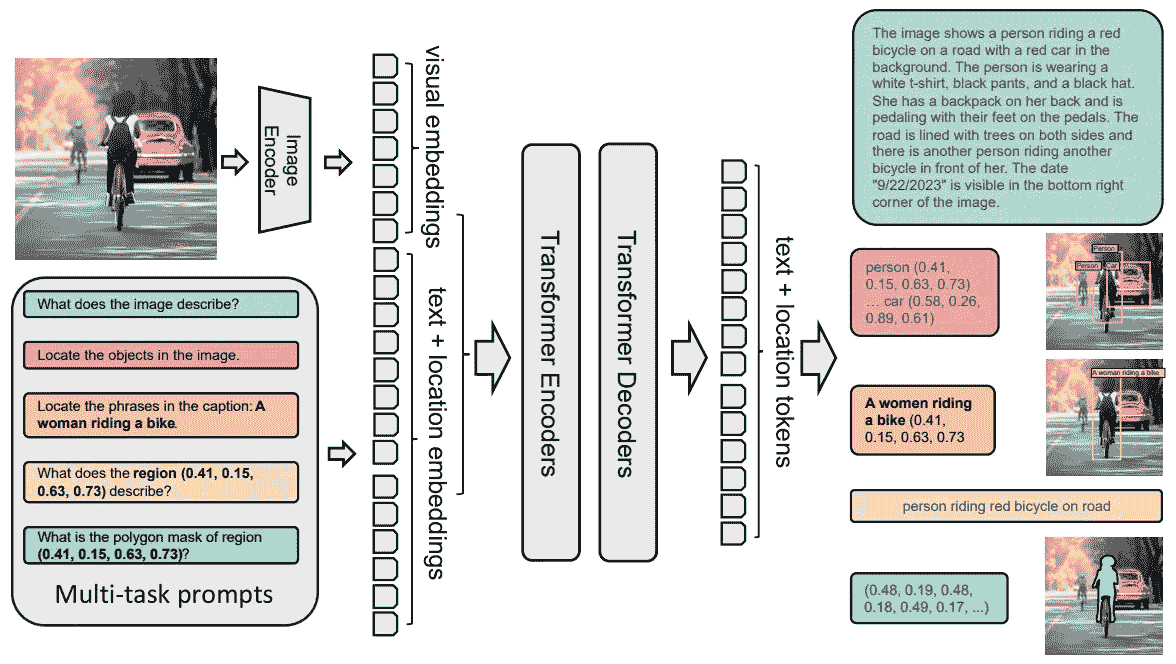 What does the image describe?
Locate the objects in the image.
Locate the phrases in the caption: A
woman riding a bike.
What does the region (0.41, 0.15,
0.63, 0.73) describe?
What is the polygon mask of region
(0.41, 0.15, 0.63, 0.73)?
Multi-task prompts
Image
Encoder
visual embeddings
text + location embeddings
Transformer Encoders
Transformer Decoders
text + location tokens
The image shows a person riding a red
bicycle on a road with a red car in the
background. The person is wearing a
white t-shirt, black pants, and a black hat.
She has a backpack on her back and is
pedaling with their feet on the pedals. The
road is lined with trees on both sides and
there is another person riding another
bicycle in front of her. The date
"9/22/2023" is visible in the bottom right
corner of the image.
person (0.41,
0.15, 0.63, 0.73)
… car (0.58, 0.26,
0.89, 0.61)
Person
Person
Car
A women riding
a bike (0.41,
0.15, 0.63, 0.73
A woman riding a bike
person riding red bicycle on road
(0.48, 0.19, 0.48,
0.18, 0.49, 0.17, ...)